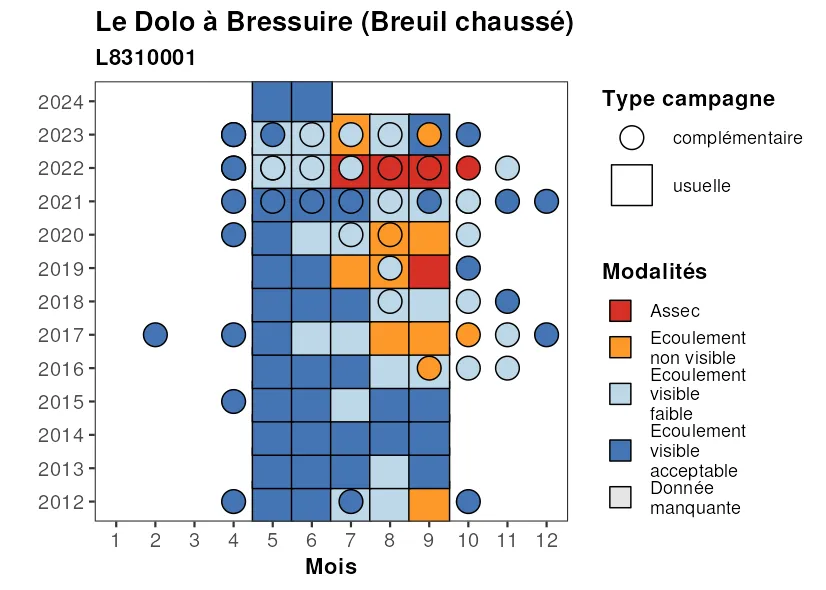 Le Dolo à Bressuire (Breuil chaussé)
L8310001
2024
2023
2022
2021
2020
2019
2018
2017
2016
2015
2014
2013
2012
1 2 3 4 5 6 7 8 9 10 11 12
Mois
Type campagne
complémentaire
usuelle
Modalités
Assec
Ecoulement
non visible
Ecoulement
visible
faible
Ecoulement
visible
acceptable
Donnée
manquante